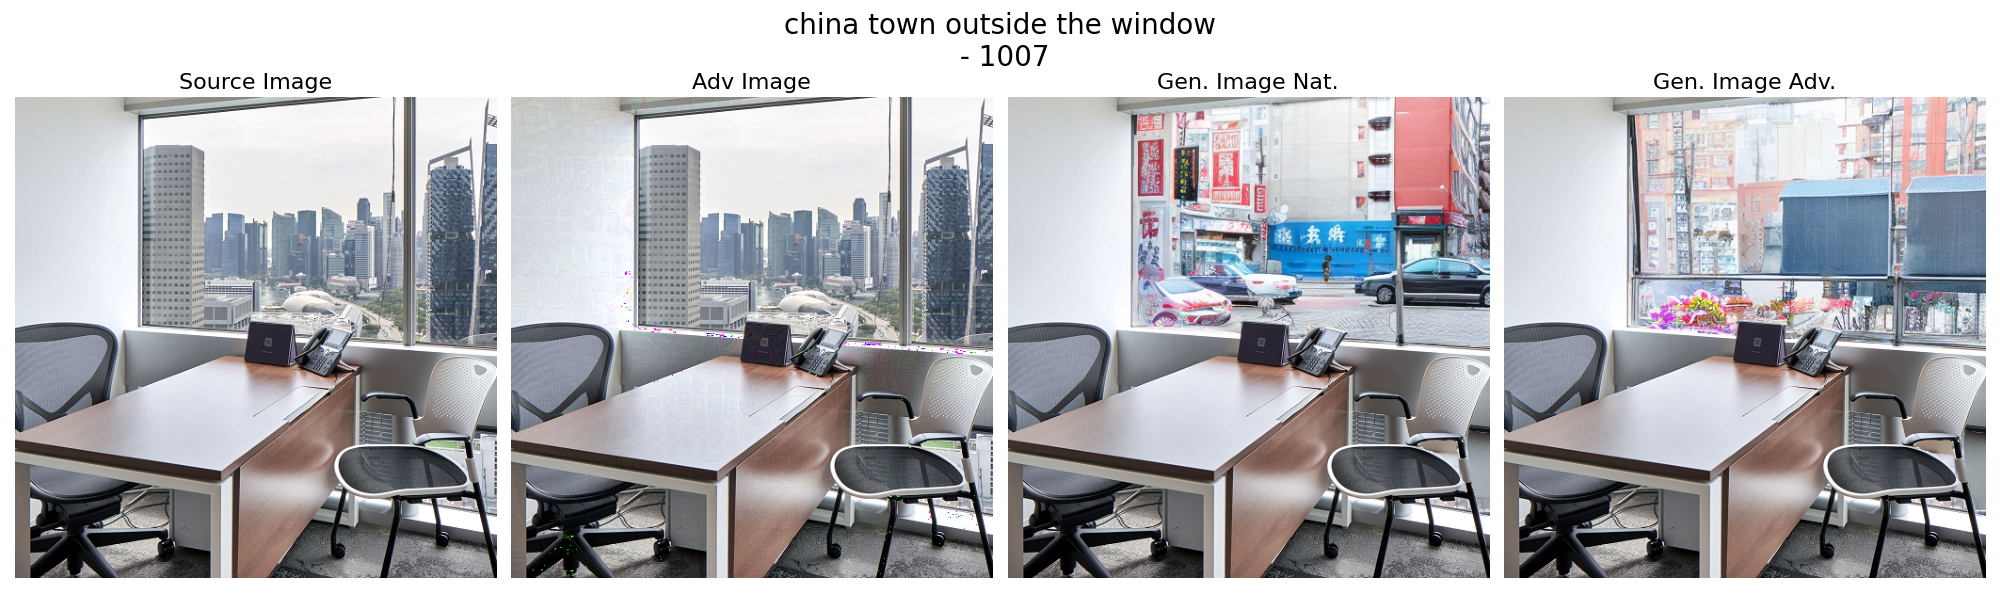 china town outside the window
- 1007
Source Image
Adv Image
Gen. Image Nat.
Gen. Image Adv.